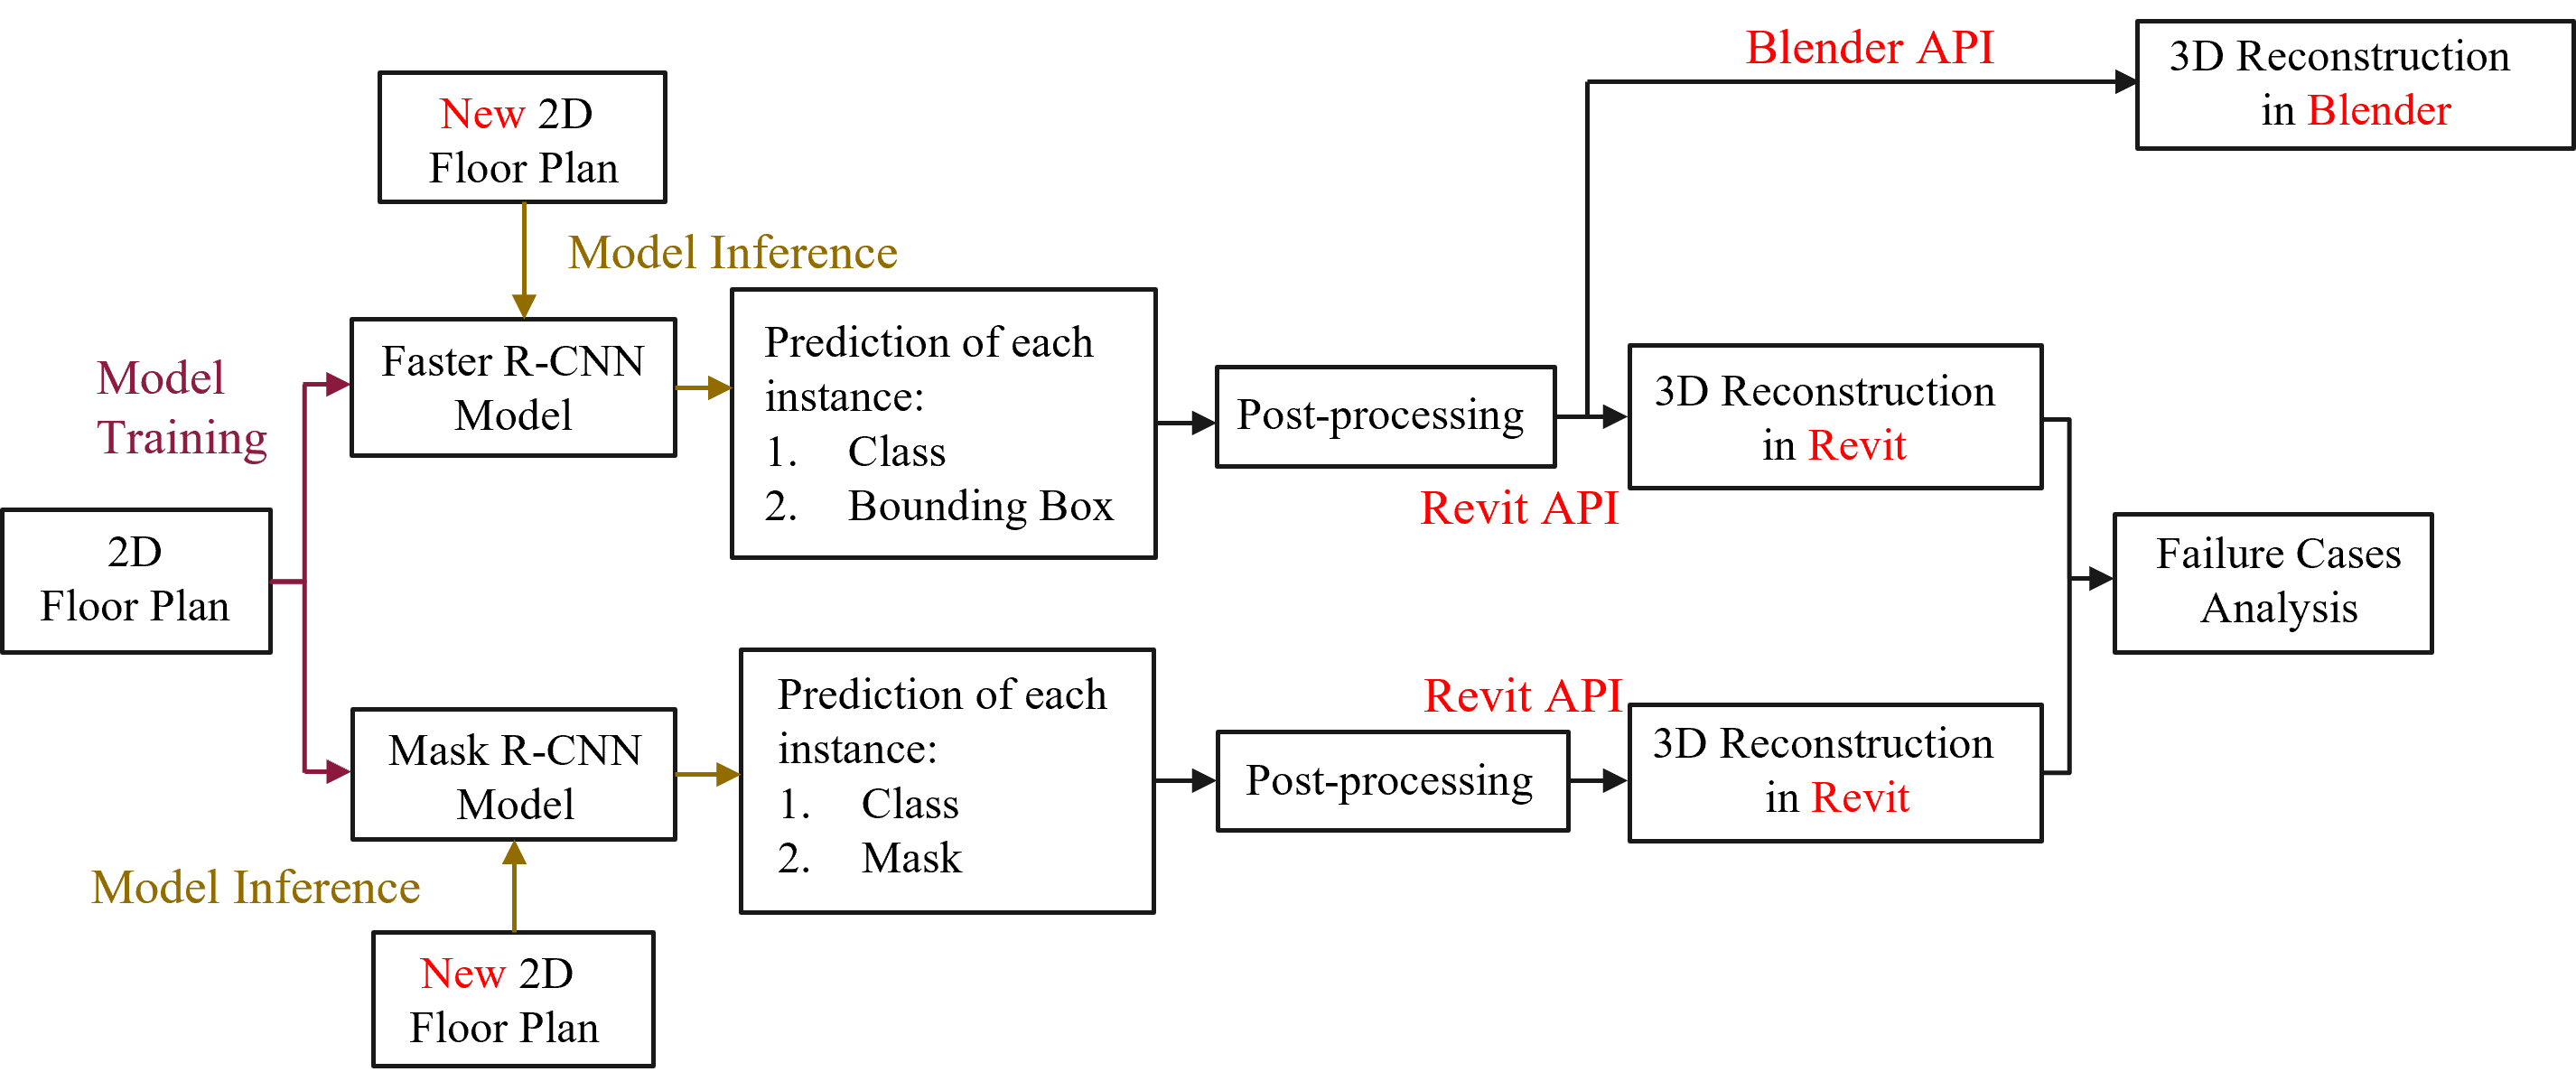 Blender API
3D Reconstruction
in Blender
New 2D
Floor Plan
Model Inference
Model
Training
Faster R-CNN
Model
Prediction of each
instance:
1. Class
2. Bounding Box
Post-processing
Revit API
3D Reconstruction
in Revit
2D
Floor Plan
Failure Cases
Analysis
Mask R-CNN
Model
Prediction of each
instance:
1. Class
2. Mask
Revit API
Post-processing
3D Reconstruction
in Revit
Model Inference
New 2D
Floor Plan